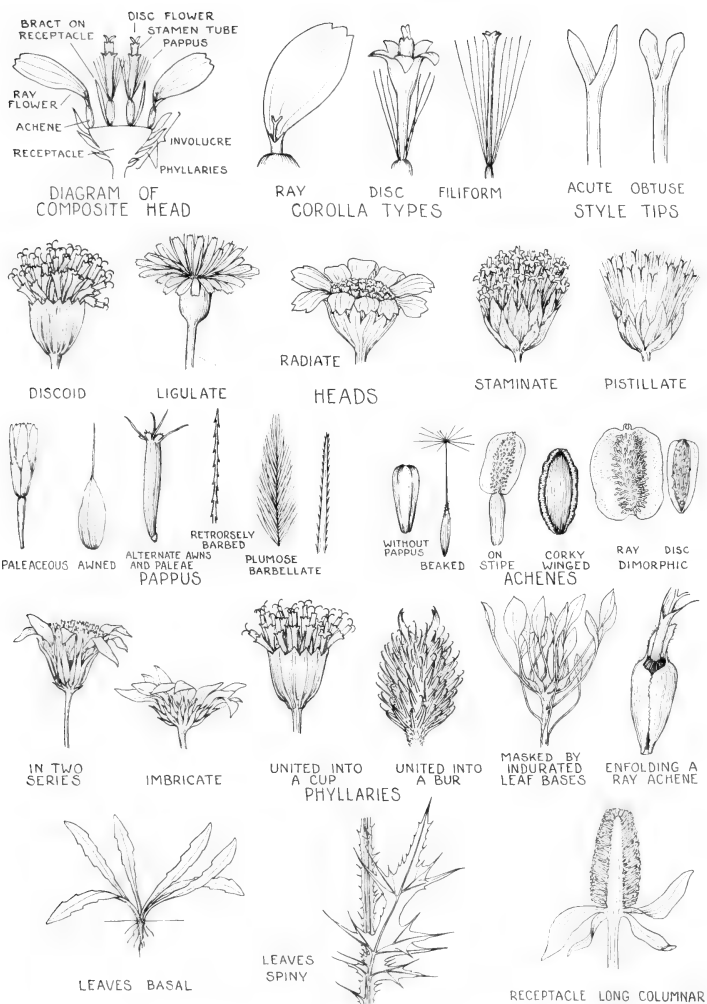 BRACT ON
RECEPTACLE
DISC FLOWER
STAMEN TUBE
PAPPUS
RAY
FLOWER
ACHENE
RECEPTACLE
INVOLUCRE
PHYLLARIES
DIAGRAM OF
COMPOSITE HEAD
RAY
DISC
FILIFORM
COROLLA TYPES
ACUTE
OBTUSE
STYLE TIPS
DISCOID
LIGULATE
RADIATE
HEADS
STAMINATE
PISTILLATE
PALEACEOUS
AWNED
ALTERNATE AWNS
AND PALEAE
RETRORSELY
BARBED
PLUMOSE
BARBELLATE
PAPPUS
WITHOUT
PAPPUS
BEAKED
ON
STIPE
CORKY
WINGED
RAY
DISC
DIMORPHIC
ACHENES
IN TWO
SERIES
IMBRICATE
UNITED INTO
A CUP
UNITED INTO
A BUR
MASKED BY
INDURATED
LEAF BASES
ENFOLDING A
RAY ACHENE
PHYLLARIES
LEAVES BASAL
LEAVES
SPINY
RECEPTACLE LONG COLUMNAR